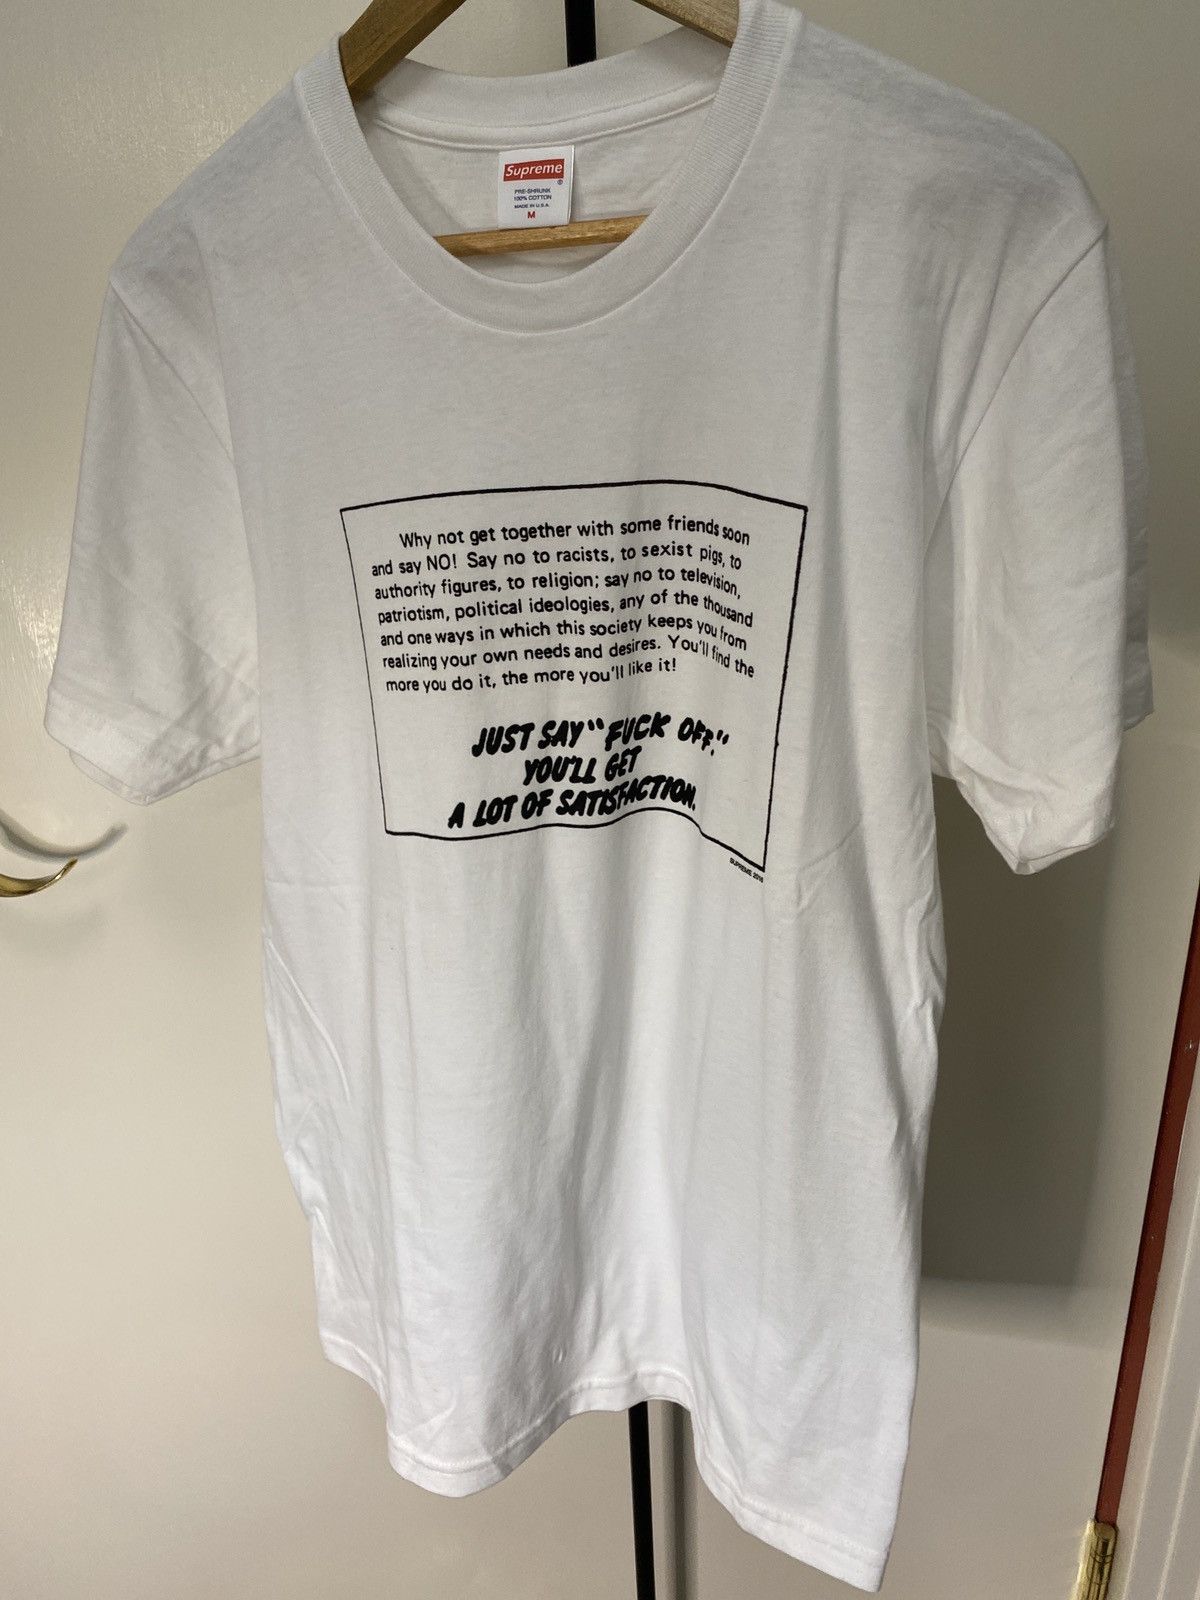 Supreme
®
PRE-SHRUNK
100% COTTON
MADE IN U.S.A.
M
Why not get together with some friends soon
and say NO! Say no to racists, to sexist pigs, to
authority figures, to religion; say no to television,
patriotism, political ideologies, any of the thousand
and one ways in which this society keeps you from
realizing your own needs and desires. You'll find the
more you do it, the more you'll like it!
JUST SAY "FUCK OFF."
YOU'LL GET
A LOT OF SATISFACTION.
SUPREME 2016